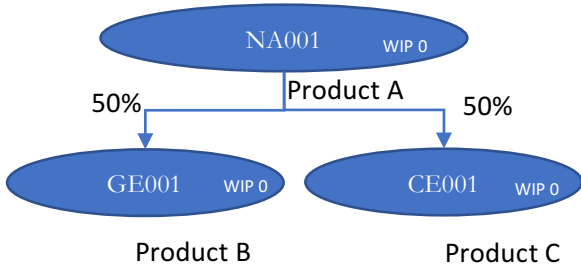 NA001 WIP 0
Product A
50% 50%
GE001 WIP 0
CE001 WIP 0
Product B
Product C